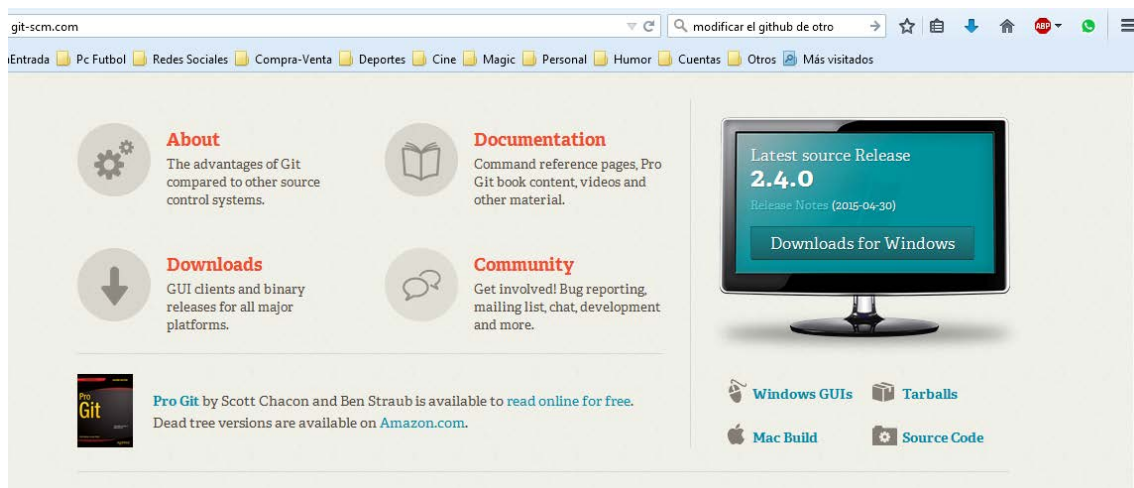 git-scm.com
modificar el github de otro
ABP
Entrada Pc Futbol Redes Sociales Compra-Venta Deportes Cine Magic Personal Humor Cuentas Otros Más visitados
About
The advantages of Git
compared to other source
control systems.
Documentation
Command reference pages, Pro
Git book content, videos and
other material.
Downloads
GUI clients and binary
releases for all major
platforms.
Community
Get involved! Bug reporting,
mailing list, chat, development
and more.
Pro
Git
Pro Git by Scott Chacon and Ben Straub is available to read online for free.
Dead tree versions are available on Amazon.com.
Latest source Release
2.4.0
Release Notes (2015-04-30)
Downloads for Windows
Windows GUIs
Tarballs
Mac Build
Source Code